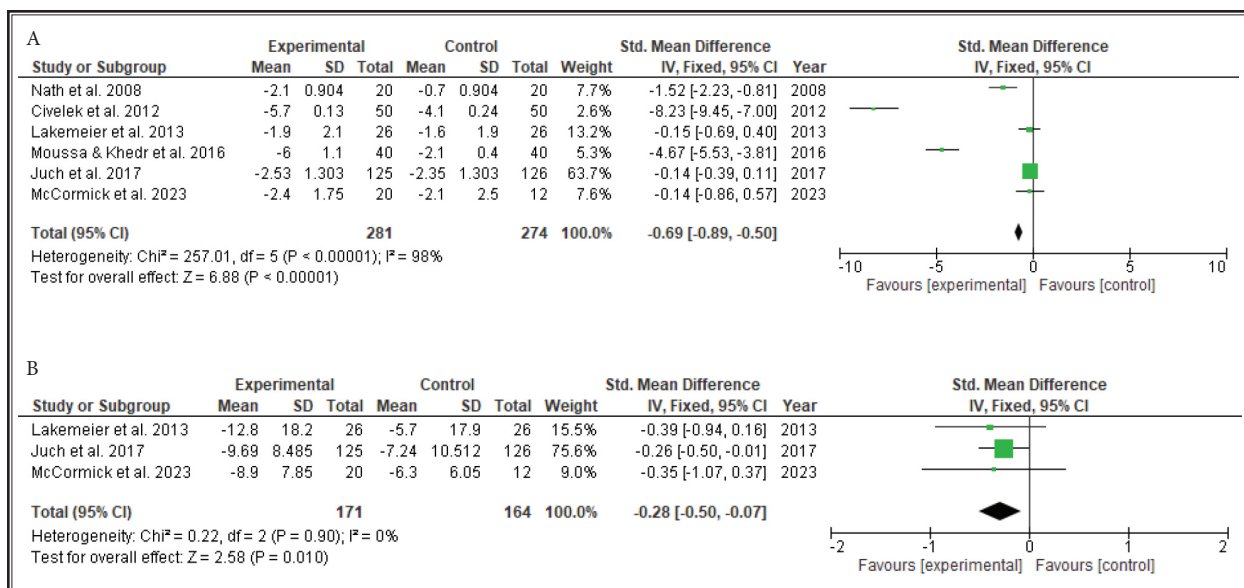 A
Experimental Control Std. Mean Difference Std. Mean Difference
Study or Subgroup Mean SD Total Mean SD Total Weight IV, Fixed, 95% CI Year IV, Fixed, 95% CI
Nath et al. 2008 -2.1 0.904 20 -0.7 0.904 20 7.7% -1.52 [-2.23, -0.81] 2008
Civelek et al. 2012 -5.7 0.13 50 -4.1 0.24 50 2.6% -8.23 [-9.45, -7.00] 2012
Lakemeier et al. 2013 -1.9 2.1 26 -1.6 1.9 26 13.2% -0.15 [-0.69, 0.40] 2013
Moussa & Khedr et al. 2016 -6 1.1 40 -2.1 0.4 40 5.3% -4.67 [-5.53, -3.81] 2016
Juch et al. 2017 -2.53 1.303 125 -2.35 1.303 126 63.7% -0.14 [-0.39, 0.11] 2017
McCormick et al. 2023 -2.4 1.75 20 -2.1 2.5 12 7.6% -0.14 [-0.86, 0.57] 2023
Total (95% CI) 281 274 100.0% -0.69 [-0.89, -0.50]
Heterogeneity: Chi² = 257.01, df = 5 (P < 0.00001); I² = 98%
Test for overall effect: Z = 6.88 (P < 0.00001)
-10 -5 0 5 10
Favours [experimental] Favours [control]
B
Experimental Control Std. Mean Difference Std. Mean Difference
Study or Subgroup Mean SD Total Mean SD Total Weight IV, Fixed, 95% CI Year IV, Fixed, 95% CI
Lakemeier et al. 2013 -12.8 18.2 26 -5.7 17.9 26 15.5% -0.39 [-0.94, 0.16] 2013
Juch et al. 2017 -9.69 8.485 125 -7.24 10.512 126 75.6% -0.26 [-0.50, -0.01] 2017
McCormick et al. 2023 -8.9 7.85 20 -6.3 6.05 12 9.0% -0.35 [-1.07, 0.37] 2023
Total (95% CI) 171 164 100.0% -0.28 [-0.50, -0.07]
Heterogeneity: Chi² = 0.22, df = 2 (P = 0.90); I² = 0%
Test for overall effect: Z = 2.58 (P = 0.010)
-2 -1 0 1 2
Favours [experimental] Favours [control]